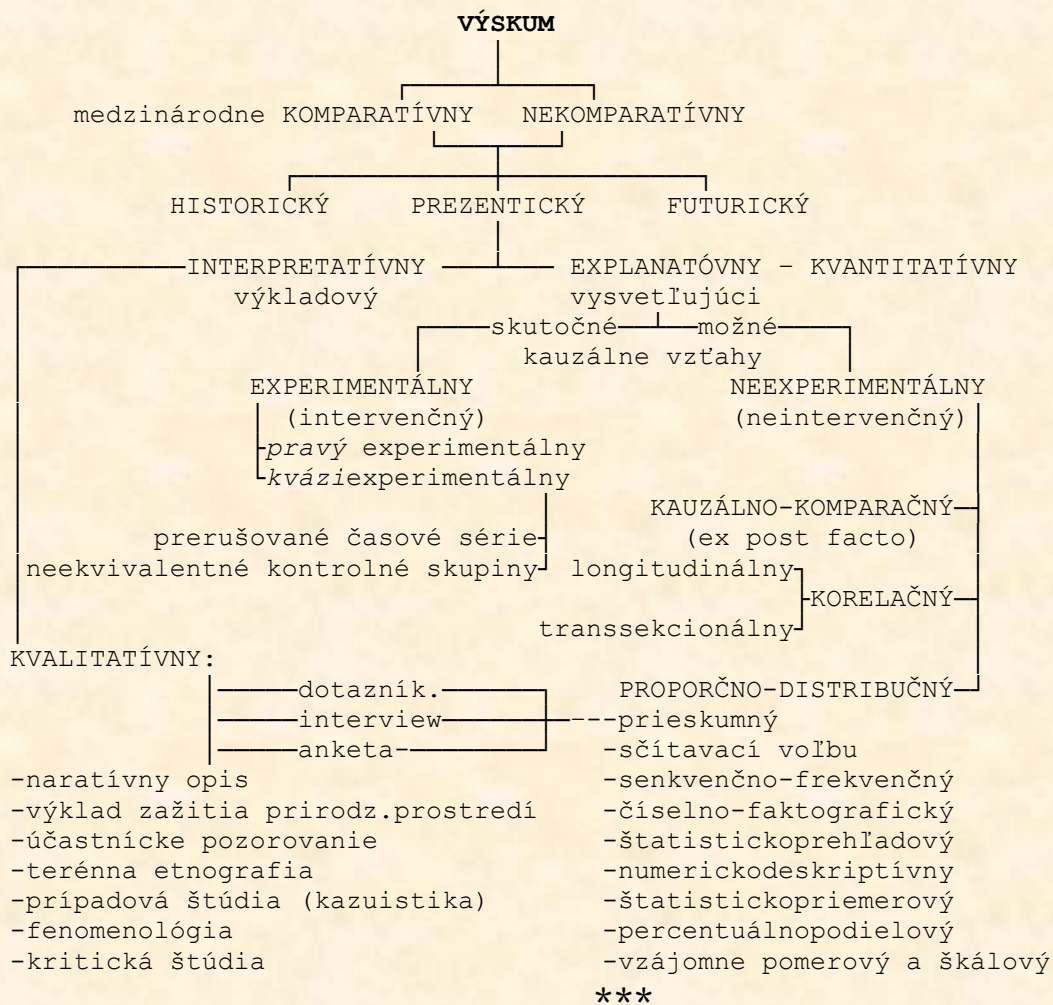 VÝSKUM
medzinárodne KOMPARATÍVNY NEKOMPARATÍVNY
HISTORICKÝ PREZENTICKÝ FUTURICKÝ
INTERPRETATÍVNY EXPLANATÓVNY – KVANTITATÍVNY
výkladový vysvetľujúci
skutočné možné
kauzálne vzťahy
EXPERIMENTÁLNY NEEXPERIMENTÁLNY
(intervenčný) (neintervenčný)
pravý experimentálny
kváziexperimentálny
KAUZÁLNO-KOMPARAČNÝ
prerušované časové série (ex post facto)
neekvivalentné kontrolné skupiny longitudinálny
KORELAČNÝ
transsekcionálny
KVALITATÍVNY:
dotazník. PROPORČNO-DISTRIBUČNÝ
interview ---prieskumný
anketa- -sčítavací voľbu
-naratívny opis -senkvenčno-frekvenčný
-výklad zažitia prirodz.prostredí -číselno-faktografický
-účastnícke pozorovanie -štatistickoprehľadový
-terénna etnografia -numerickodeskriptívny
-prípadová štúdia (kazuistika) -štatistickopriemerový
-fenomenológia -percentuálnopodielový
-kritická štúdia -vzájomne pomerový a škálový
***